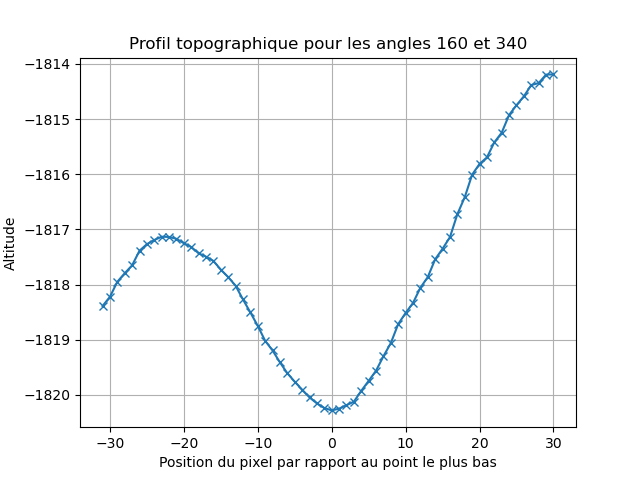 Profil topographique pour les angles 160 et 340
−1814
−1815
−1816
−1817
−1818
−1819
−1820
Altitude
−30 −20 −10 0 10 20 30
Position du pixel par rapport au point le plus bas